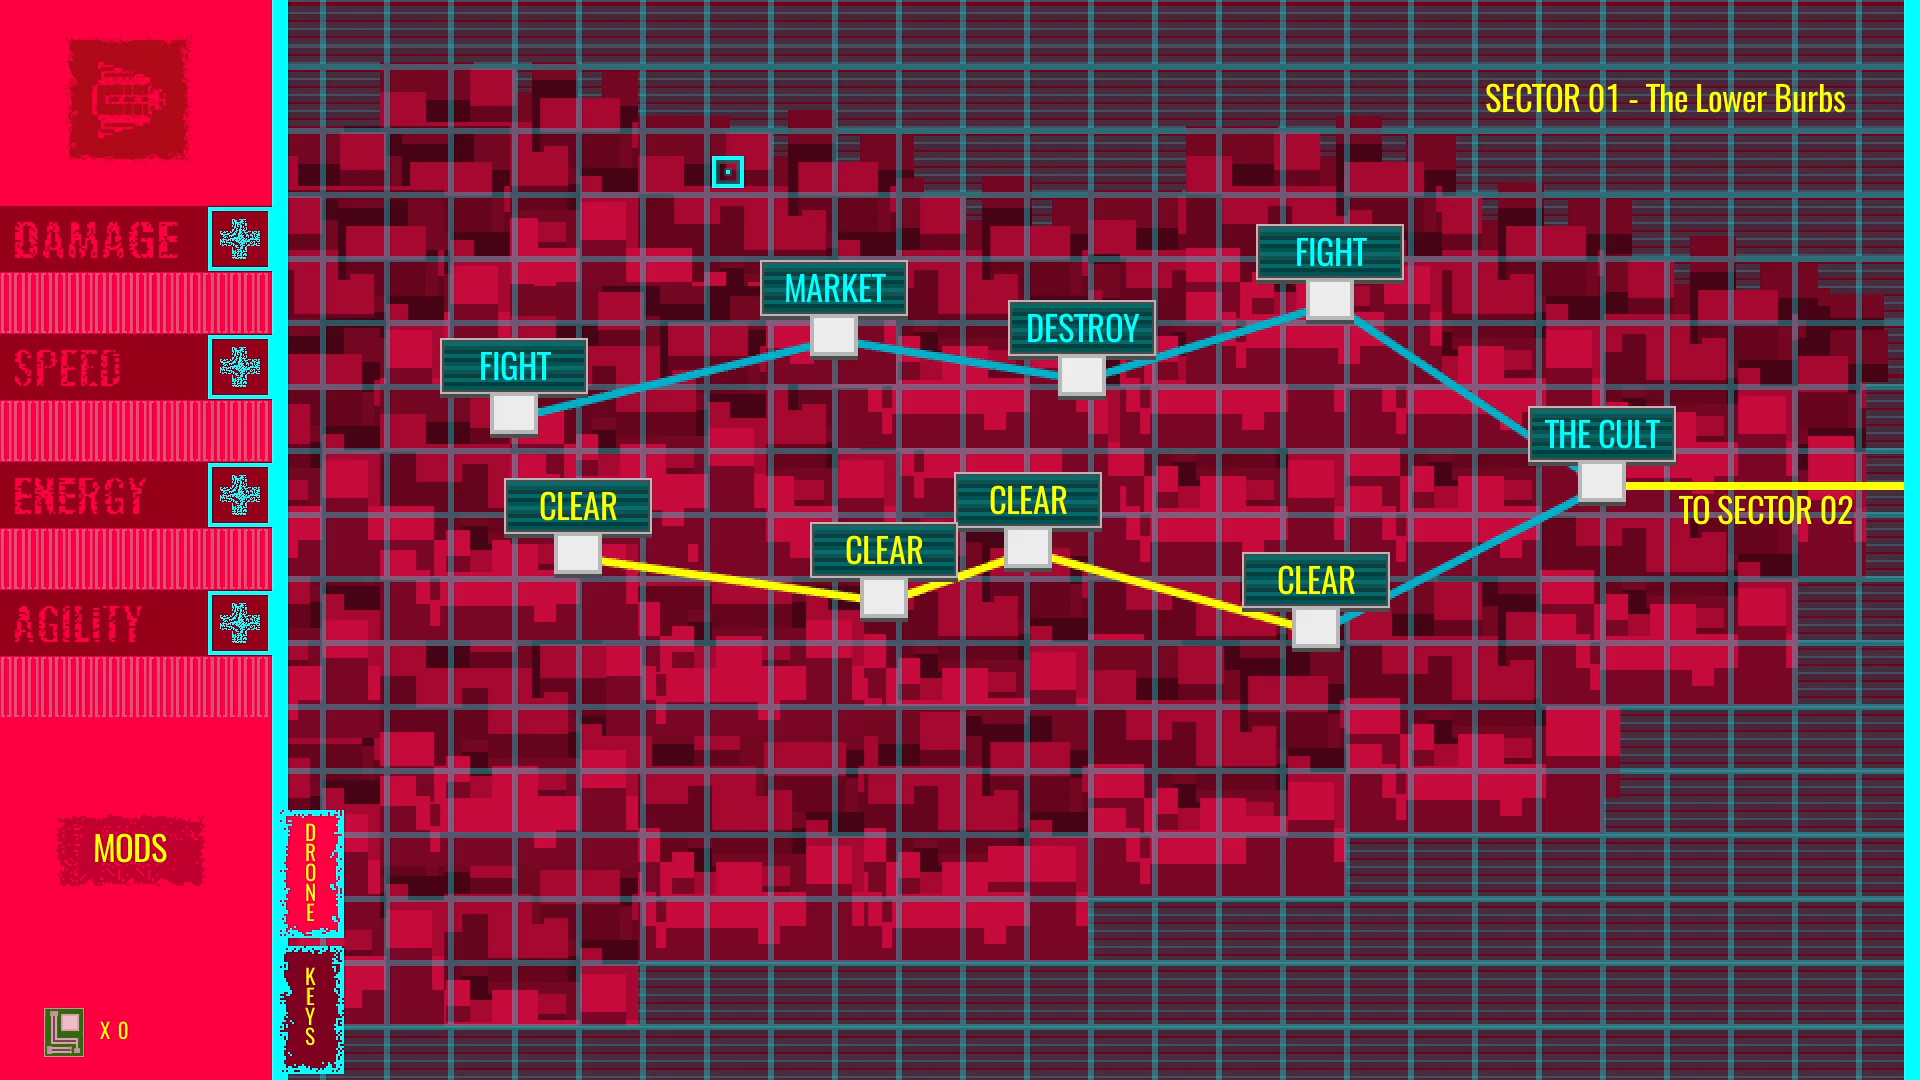 SECTOR 01 - The Lower Burbs
DAMAGE
SPEED
ENERGY
AGILITY
FIGHT
MARKET
DESTROY
FIGHT
THE CULT
CLEAR
CLEAR
CLEAR
CLEAR
TO SECTOR 02
MODS
DRONE
KEYS
X 0